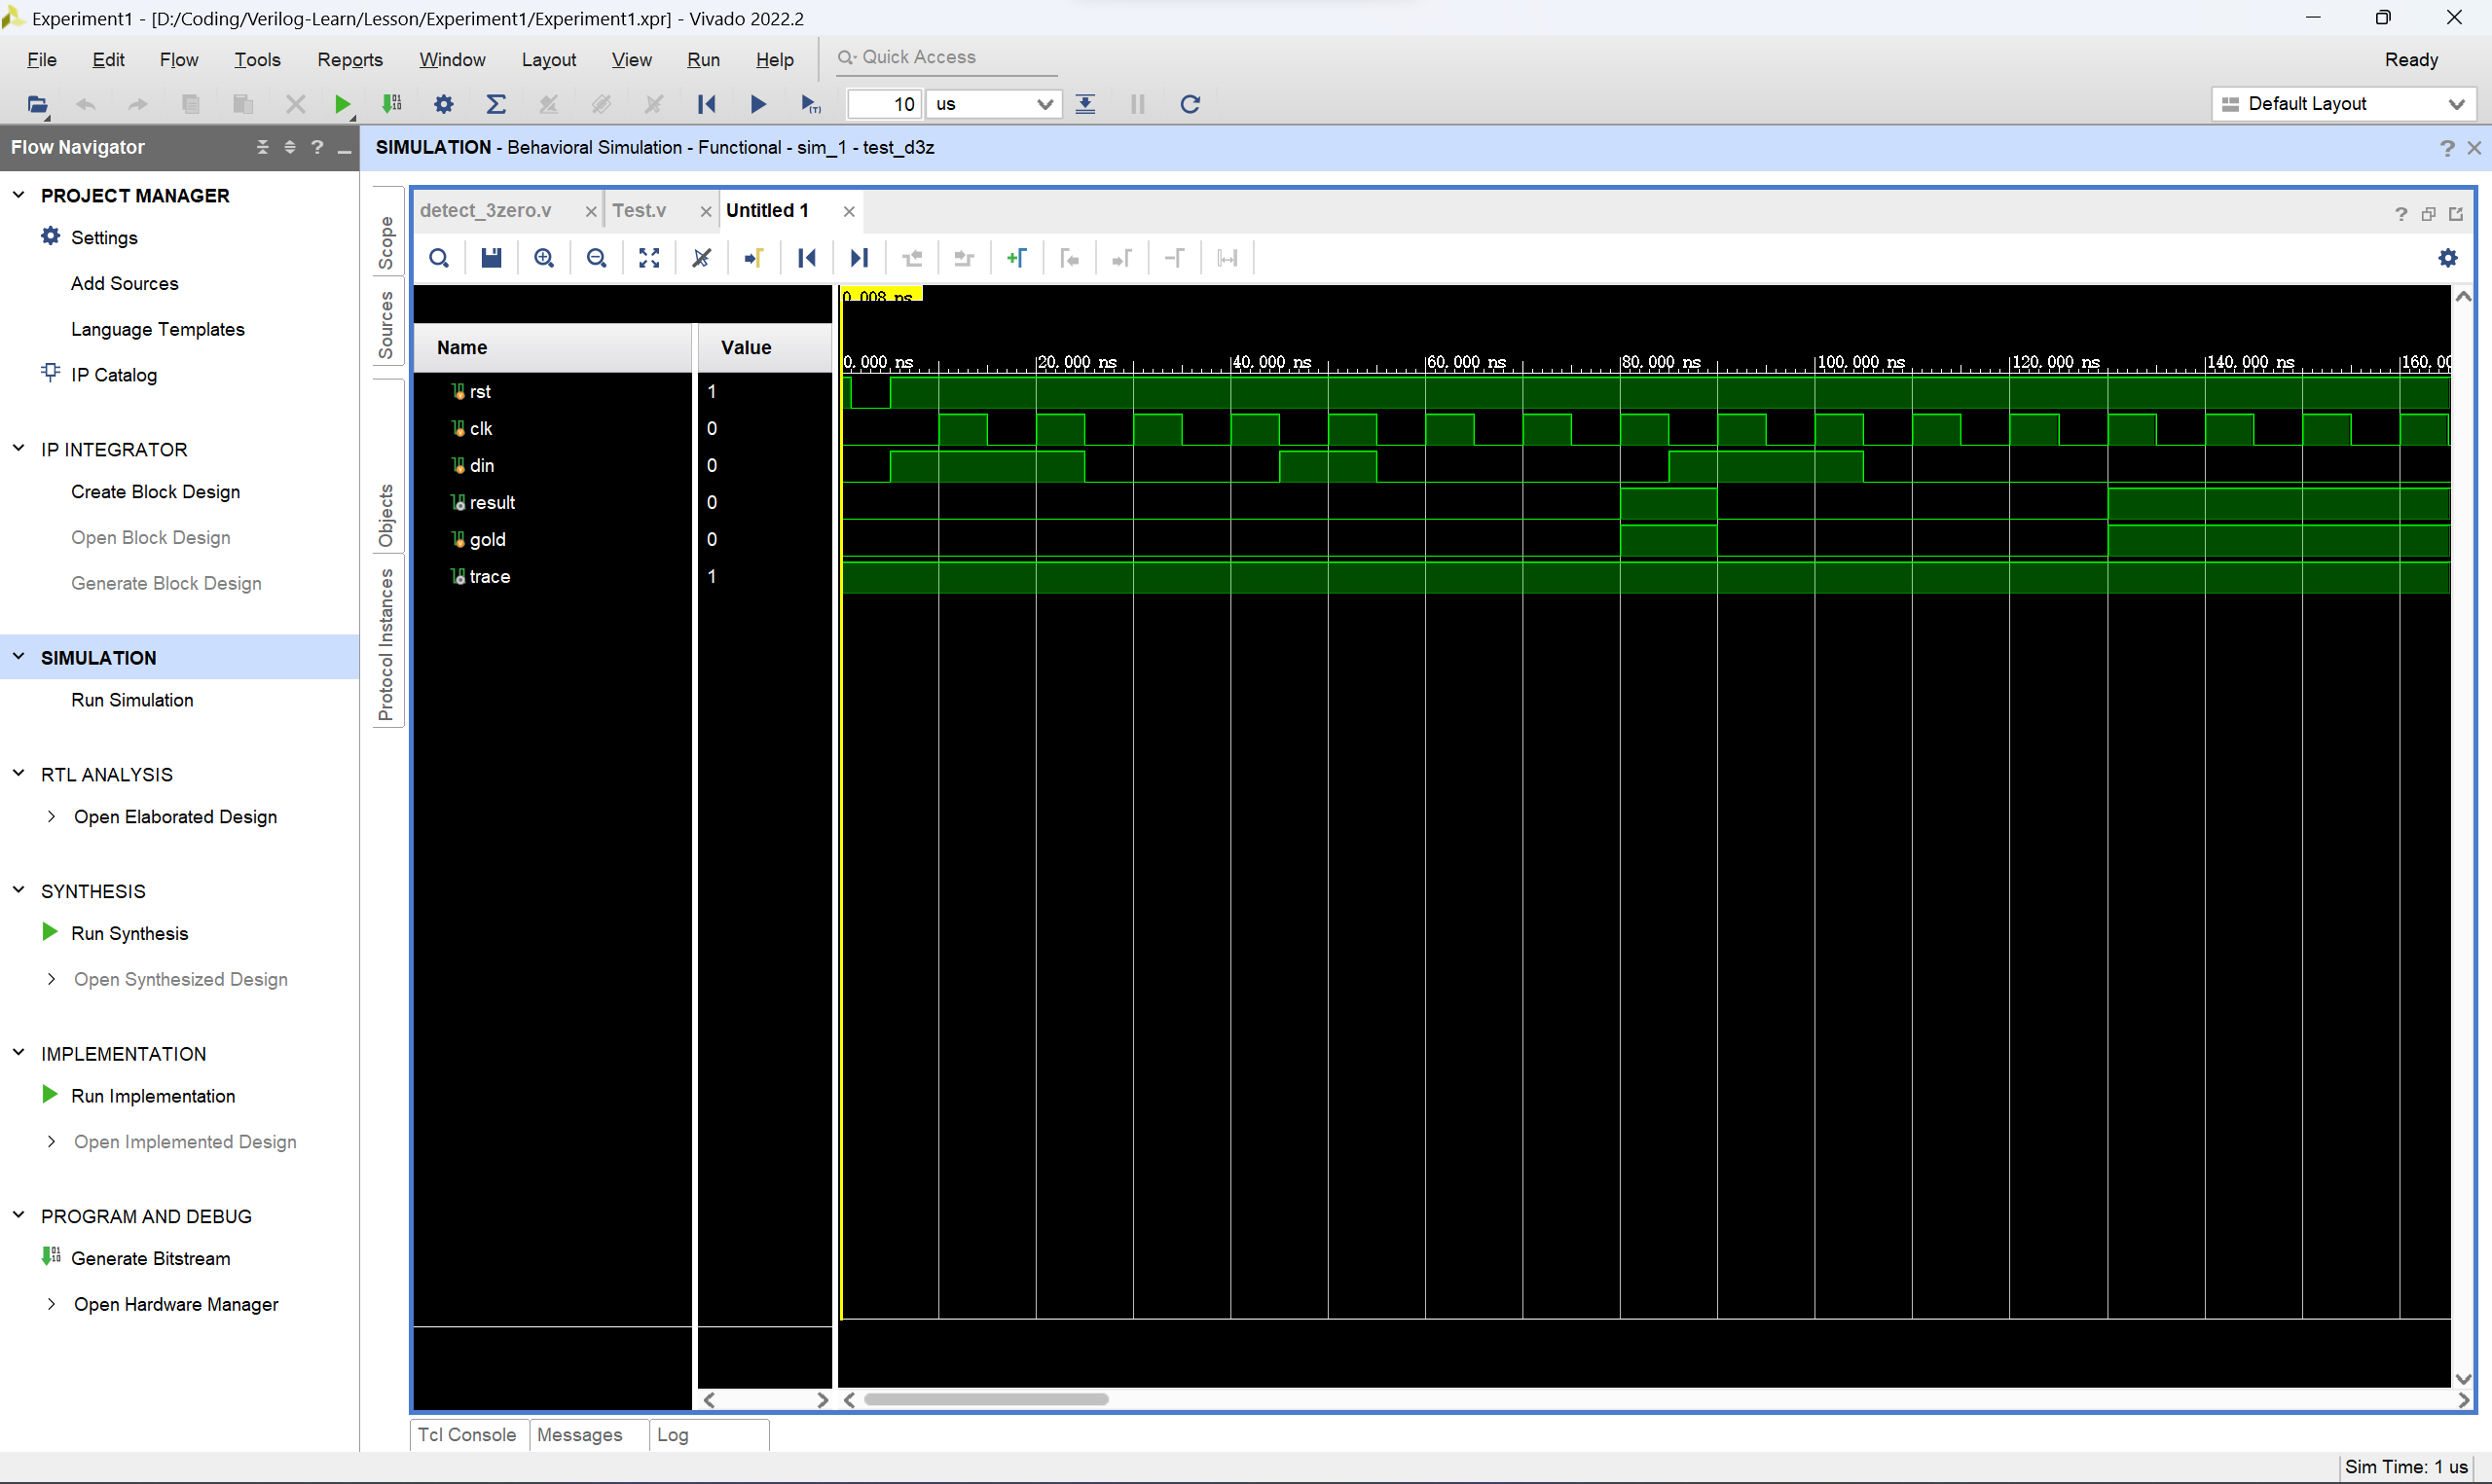 Experiment1 - [D:/Coding/Verilog-Learn/Lesson/Experiment1/Experiment1.xpr] - Vivado 2022.2
File Edit Flow Tools Reports Window Layout View Run Help
Quick Access
Ready
10 us
Default Layout
Flow Navigator
SIMULATION - Behavioral Simulation - Functional - sim_1 - test_d3z
PROJECT MANAGER
Settings
Add Sources
Language Templates
IP Catalog
IP INTEGRATOR
Create Block Design
Open Block Design
Generate Block Design
SIMULATION
Run Simulation
RTL ANALYSIS
Open Elaborated Design
SYNTHESIS
Run Synthesis
Open Synthesized Design
IMPLEMENTATION
Run Implementation
Open Implemented Design
PROGRAM AND DEBUG
Generate Bitstream
Open Hardware Manager
Scope
Sources
Objects
Protocol Instances
detect_3zero.v
Test.v
Untitled 1
0.008 ns
Name Value
0.000 ns 20.000 ns 40.000 ns 60.000 ns 80.000 ns 100.000 ns 120.000 ns 140.000 ns 160.00
rst 1
clk 0
din 0
result 0
gold 0
trace 1
Tcl Console Messages Log
Sim Time: 1 us